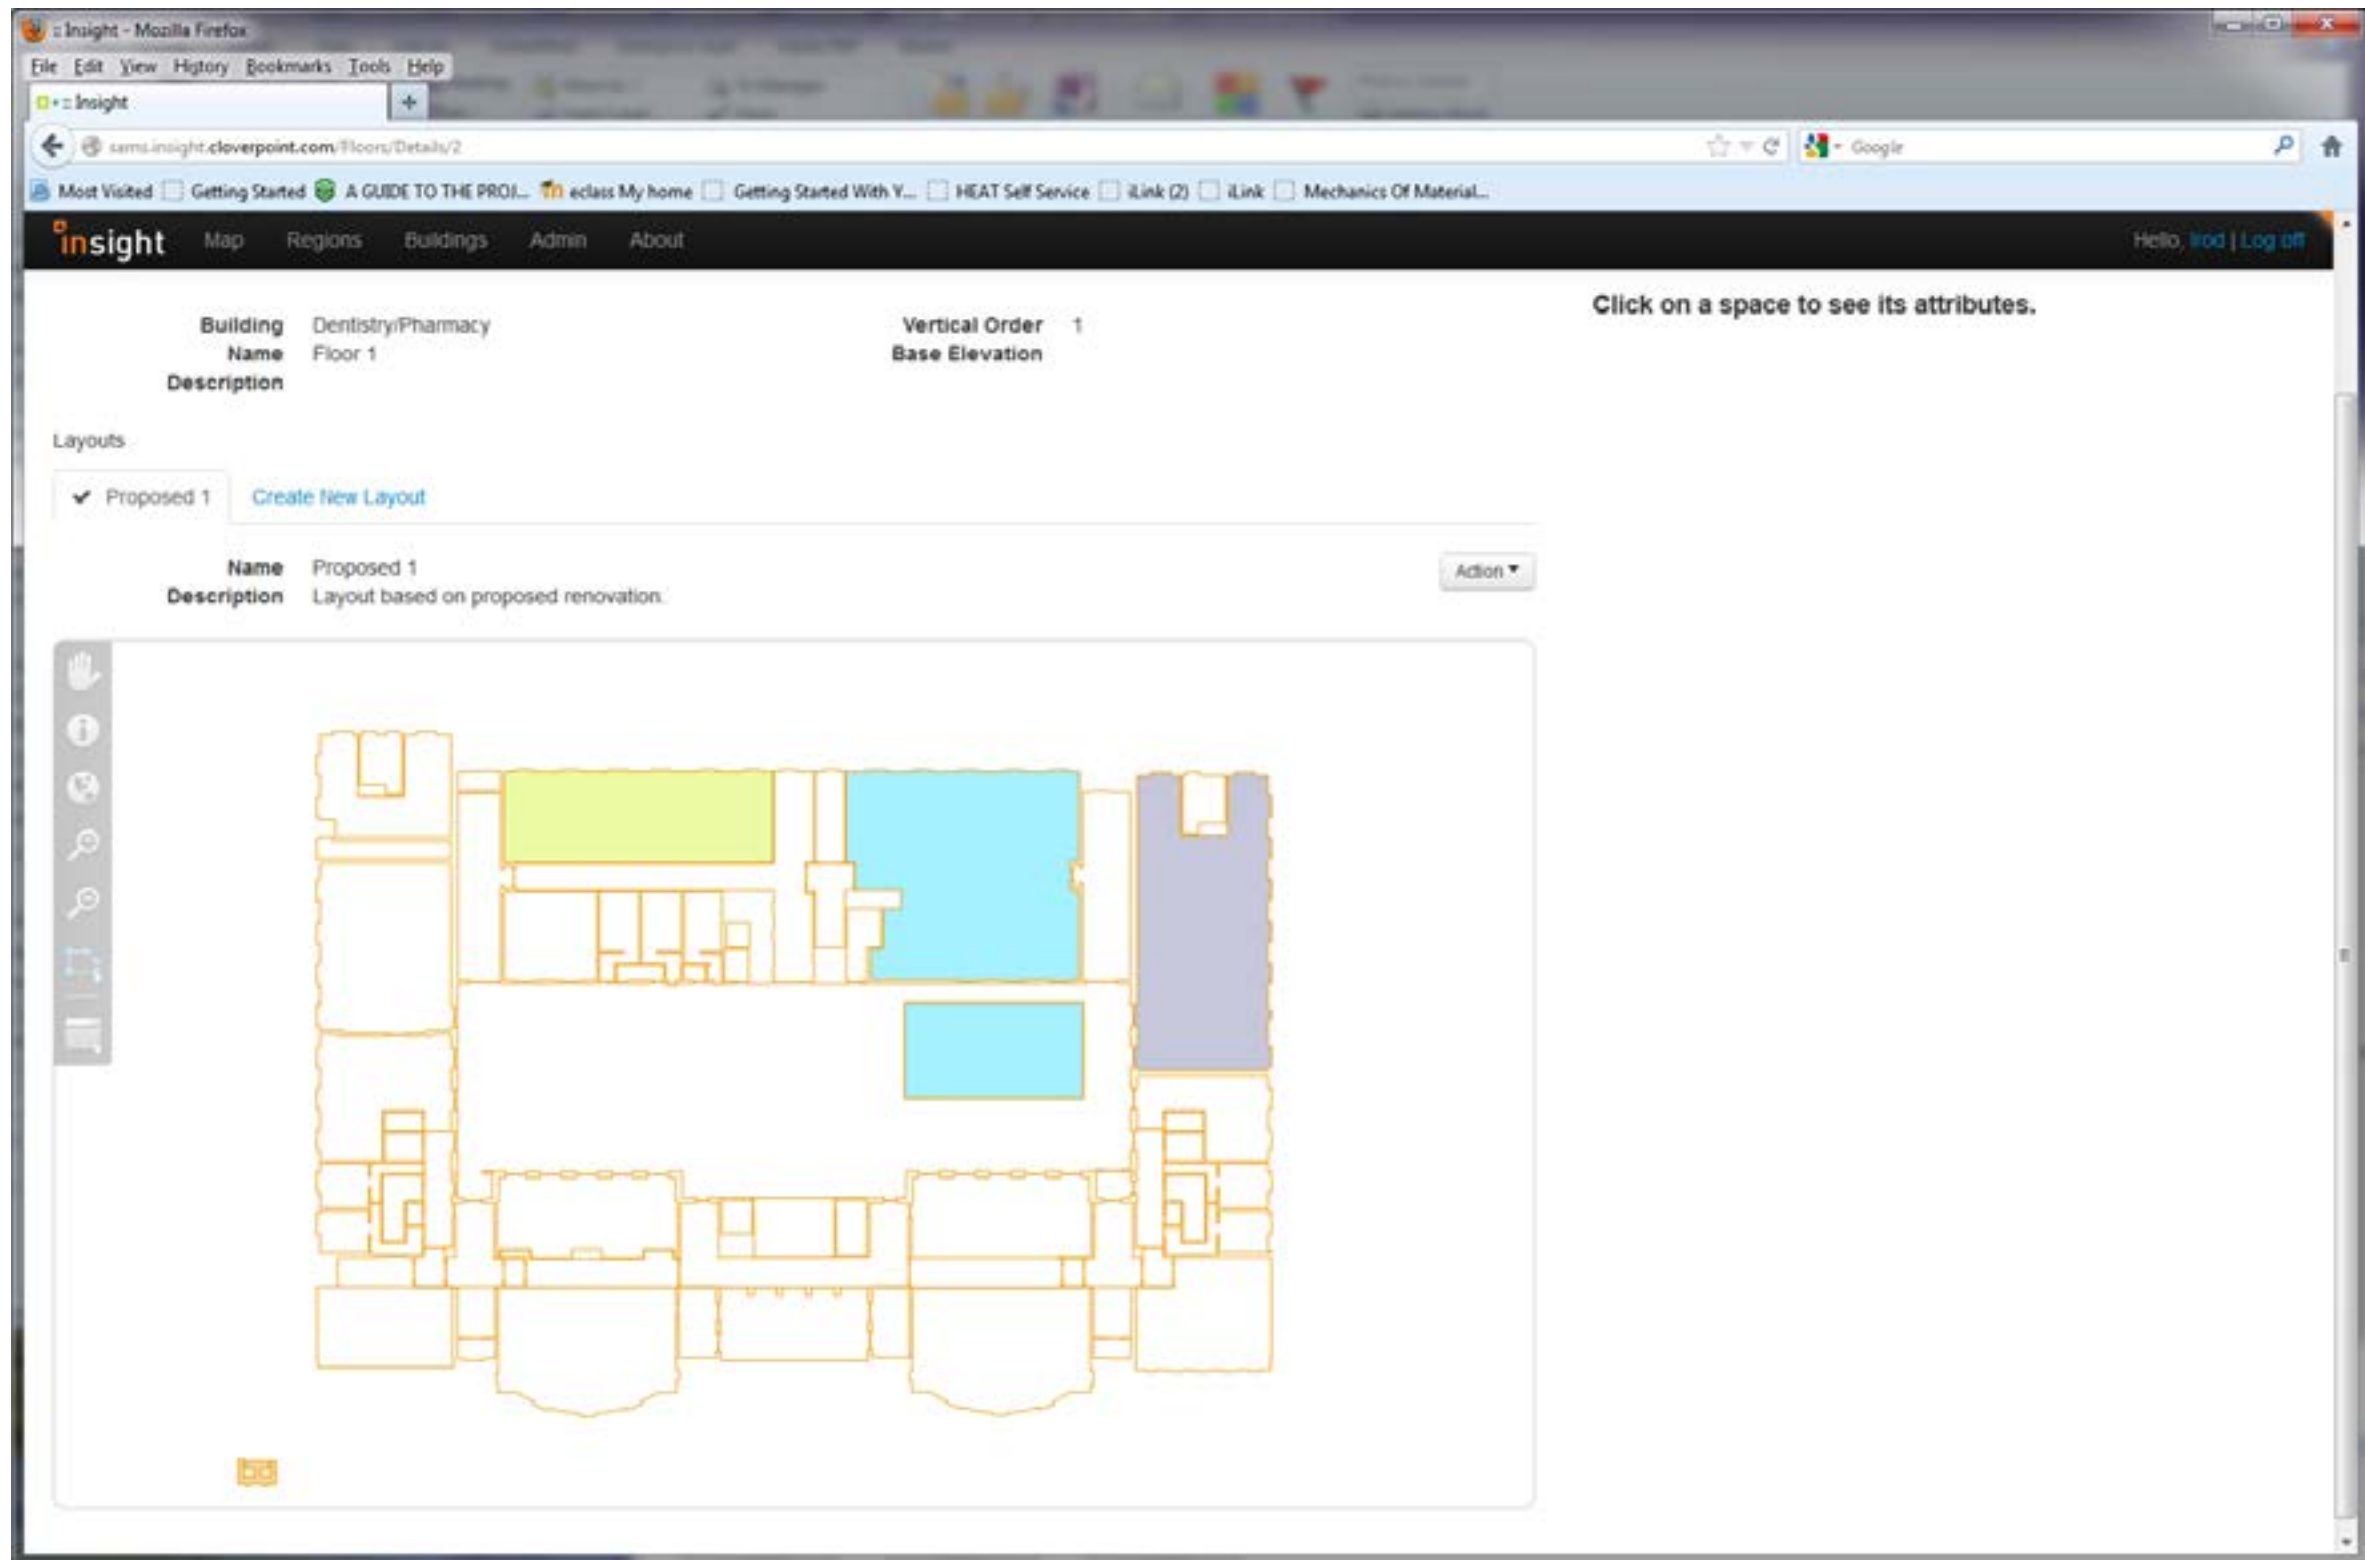 :: Insight - Mozilla Firefox
File Edit View History Bookmarks Tools Help
:: Insight
sams.insight.cloverpoint.com/Floors/Details/2
Google
Most Visited Getting Started A GUIDE TO THE PROJ... eclass My home Getting Started With Y... HEAT Self Service iLink (2) iLink Mechanics Of Material...
insight Map Regions Buildings Admin About Hello, lrod | Log off
Click on a space to see its attributes.
Building Dentistry/Pharmacy Vertical Order 1
Name Floor 1 Base Elevation
Description
Layouts
✔ Proposed 1 Create New Layout
Name Proposed 1 Action
Description Layout based on proposed renovation.